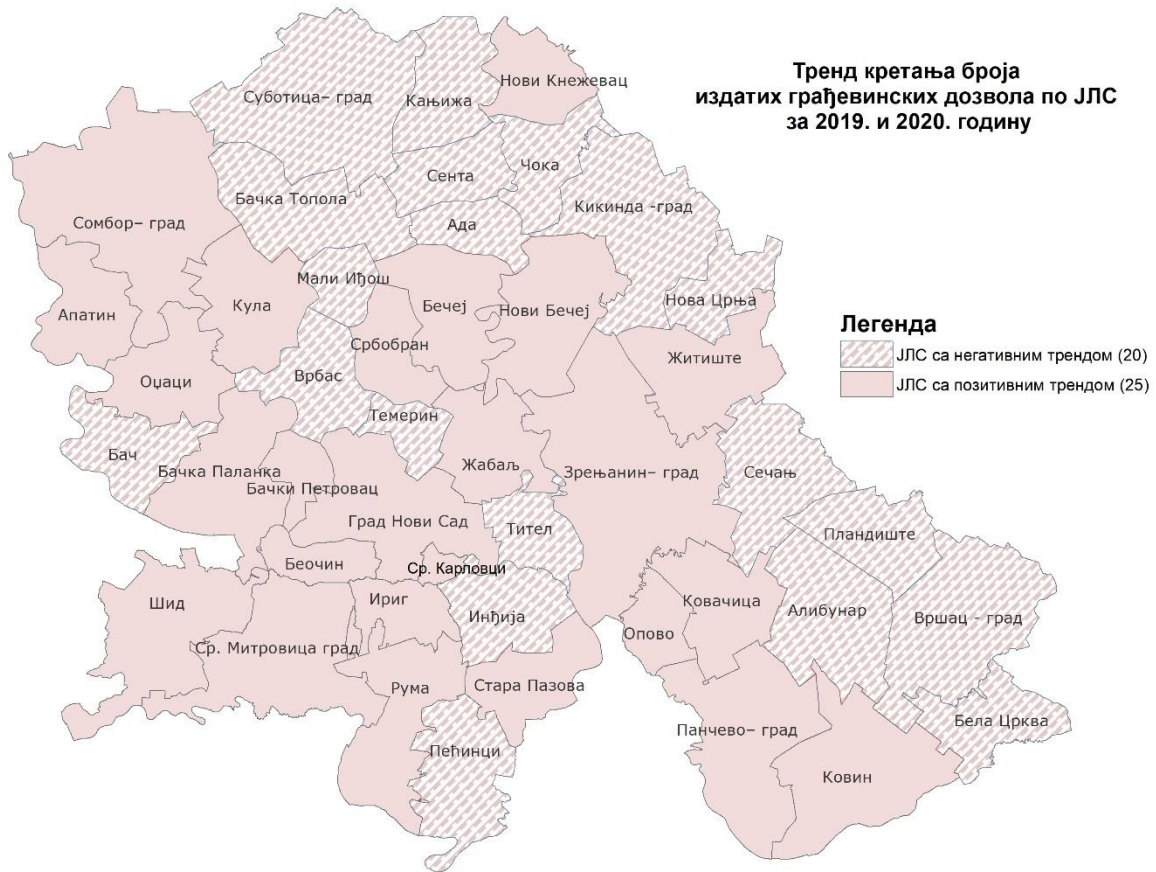 Тренд кретања броја
издатих грађевинских дозвола по ЈЛС
за 2019. и 2020. годину
Нови Кнежевац
Суботица– град
Кањижа
Чока
Сента
Бачка Топола
Кикинда -град
Ада
Сомбор– град
Мали Иђош
Нова Црња
Бечеј
Кула
Нови Бечеј
Апатин
Србобран
Житиште
Легенда
ЈЛС са негативним трендом (20)
ЈЛС са позитивним трендом (25)
Врбас
Оџаци
Темерин
Бач
Бачка Паланка
Жабаљ
Зрењанин– град
Сечањ
Бачки Петровац
Град Нови Сад
Тител
Пландиште
Беочин
Ср. Карловци
Шид
Ириг
Ковачица
Инђија
Алибунар
Вршац - град
Опово
Ср. Митровица град
Рума
Стара Пазова
Бела Црква
Панчево– град
Пећинци
Ковин